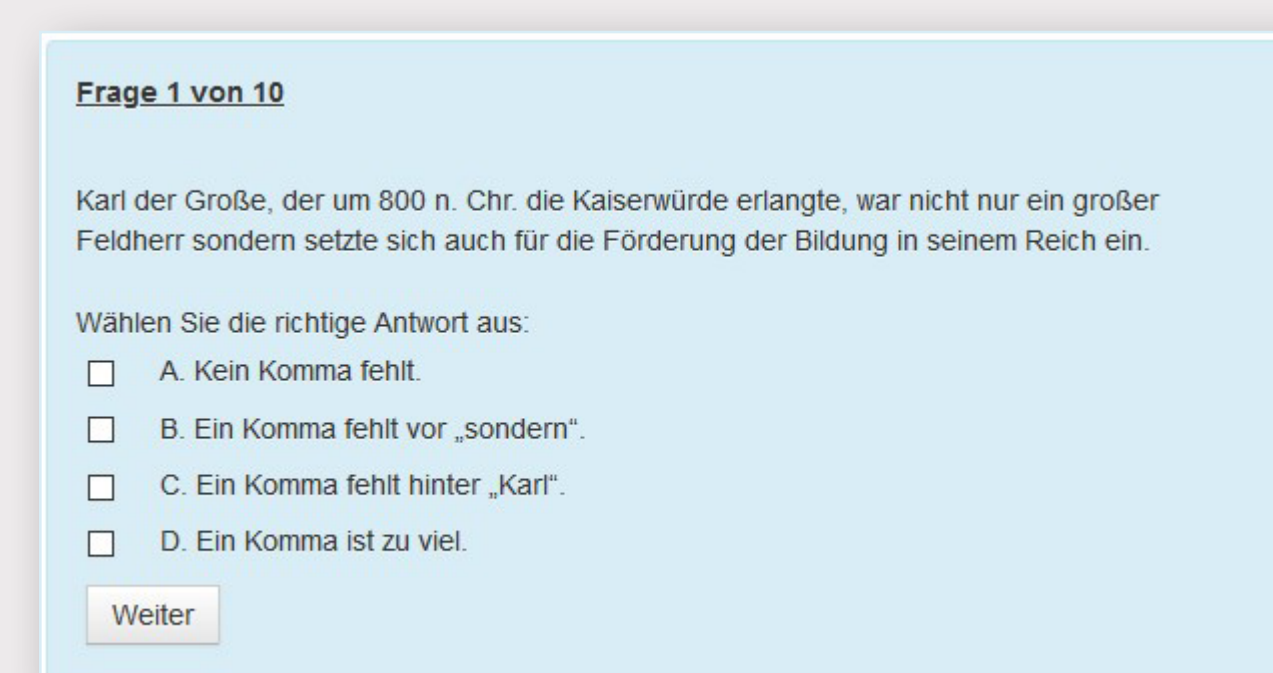 Frage 1 von 10
Karl der Große, der um 800 n. Chr. die Kaiserwürde erlangte, war nicht nur ein großer
Feldherr sondern setzte sich auch für die Förderung der Bildung in seinem Reich ein.
Wählen Sie die richtige Antwort aus:
A. Kein Komma fehlt.
B. Ein Komma fehlt vor „sondern“.
C. Ein Komma fehlt hinter „Karl“.
D. Ein Komma ist zu viel.
Weiter